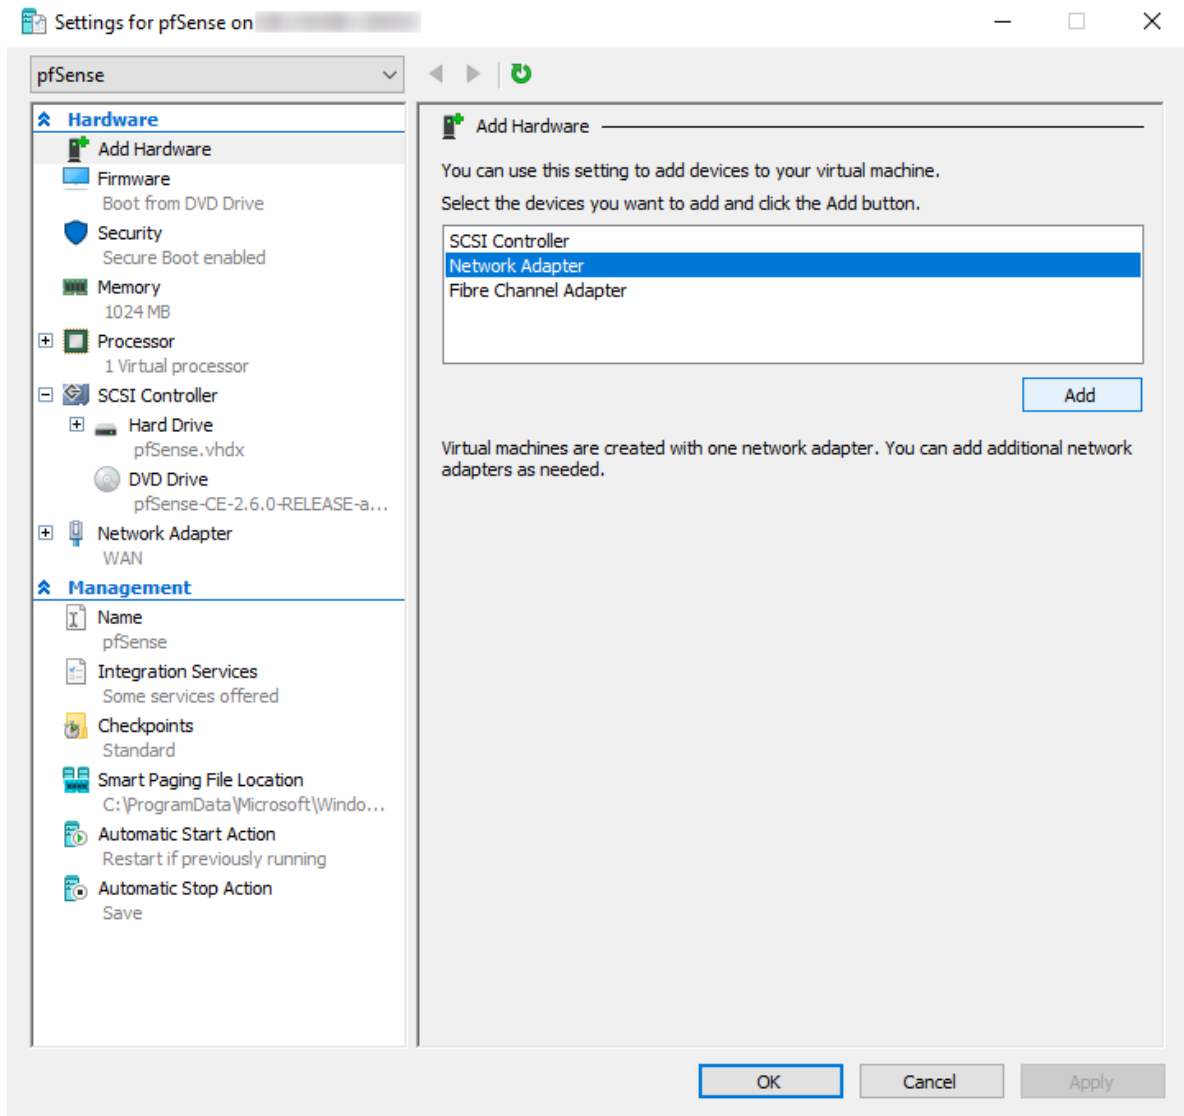 Settings for pfSense on
pfSense
Hardware
Add Hardware
Firmware
Boot from DVD Drive
Security
Secure Boot enabled
Memory
1024 MB
Processor
1 Virtual processor
SCSI Controller
Hard Drive
pfSense.vhdx
DVD Drive
pfSense-CE-2.6.0-RELEASE-a...
Network Adapter
WAN
Management
Name
pfSense
Integration Services
Some services offered
Checkpoints
Standard
Smart Paging File Location
C:\ProgramData\Microsoft\Windo...
Automatic Start Action
Restart if previously running
Automatic Stop Action
Save
Add Hardware
You can use this setting to add devices to your virtual machine.
Select the devices you want to add and click the Add button.
SCSI Controller
Network Adapter
Fibre Channel Adapter
Add
Virtual machines are created with one network adapter. You can add additional network
adapters as needed.
OK
Cancel
Apply